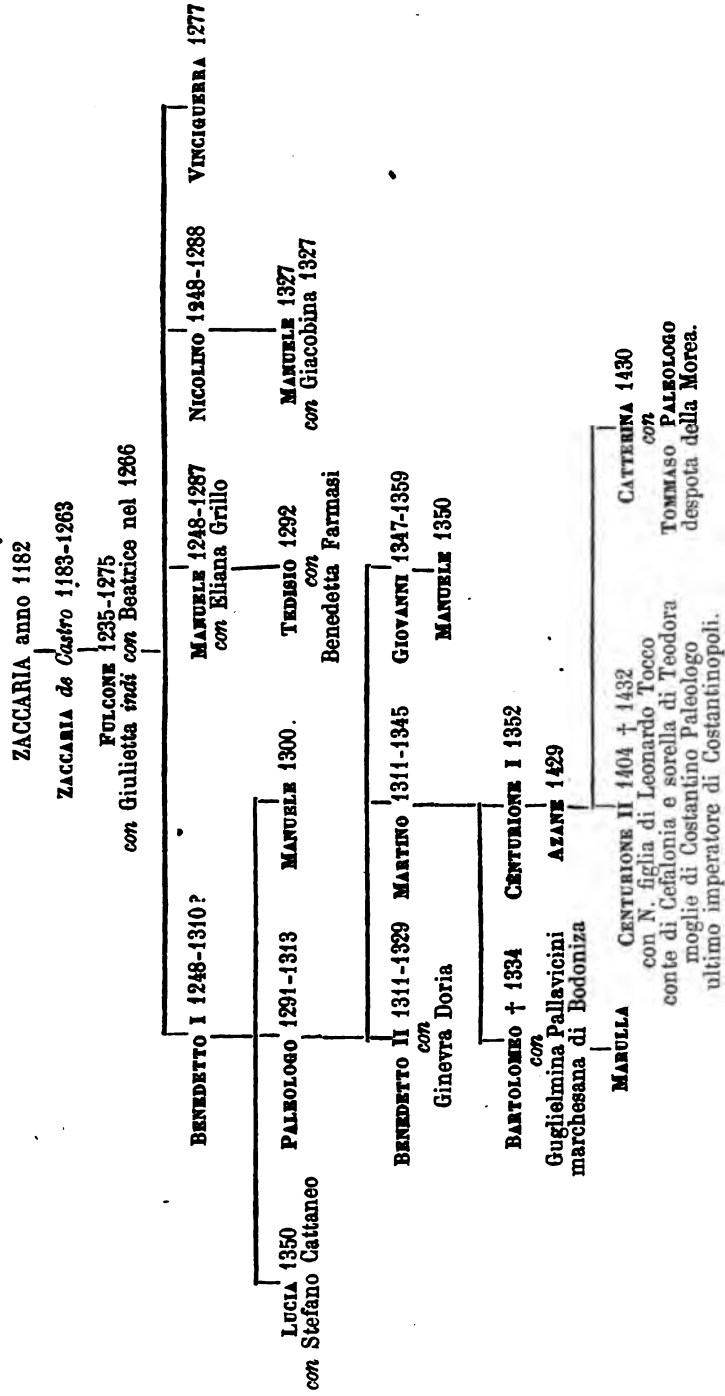 ZACCARIA anno 1182
ZACCARIA de Castro 1183-1263
FULCONE 1235-1275
con Giulietta indi con Beatrice nel 1266
BENEDETTO I 1248-1310?
MANUELE 1248-1287
con Eliana Grillo
NICOLINO 1248-1288
VINCIGUERRA 1277
LUCIA 1350
con Stefano Cattaneo
PALEOLOGO 1291-1313
MANUELE 1300.
TEDISIO 1292
con
Benedetta Farmasi
MANUELE 1327
con Giacobina 1327
BENEDETTO II 1311-1329
con
Ginevra Doria
MARTINO 1311-1345
GIOVANNI 1347-1359
MANUELE 1350
BARTOLOMEO † 1334
con
Guglielmina Pallavicini
marchesana di Bodoniza
CENTURIONE I 1352
MARULLA
AZANE 1429
CENTURIONE II 1404 † 1432
con N. figlia di Leonardo Tocco
conte di Cefalonia e sorella di Teodora
moglie di Costantino Paleologo
ultimo imperatore di Costantinopoli.
CATTERINA 1430
con
TOMMASO PALEOLOGO
despota della Morea.